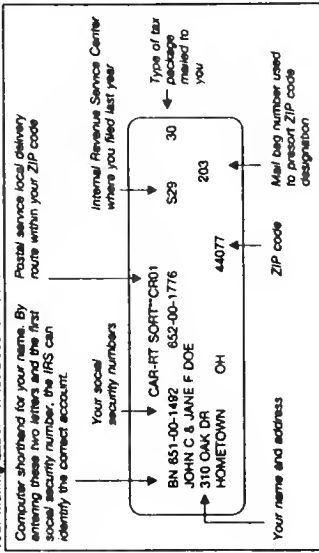 Computer shorthand for your name. By
entering these two letters and the first
social security number, the IRS can
identify the correct account.
Postal service local delivery
route within your ZIP code
Your social
security numbers
Internal Revenue Service Center
where you filed last year
Type of tax
package
mailed to
you
CAR-RT SORT**CR01
BN 651-00-1492 652-00-1776 S29 30
JOHN C & JANE F DOE
310 OAK DR 203
HOMETOWN OH 44077
Your name and address
ZIP code
Mail bag number used
to presort ZIP code
designation